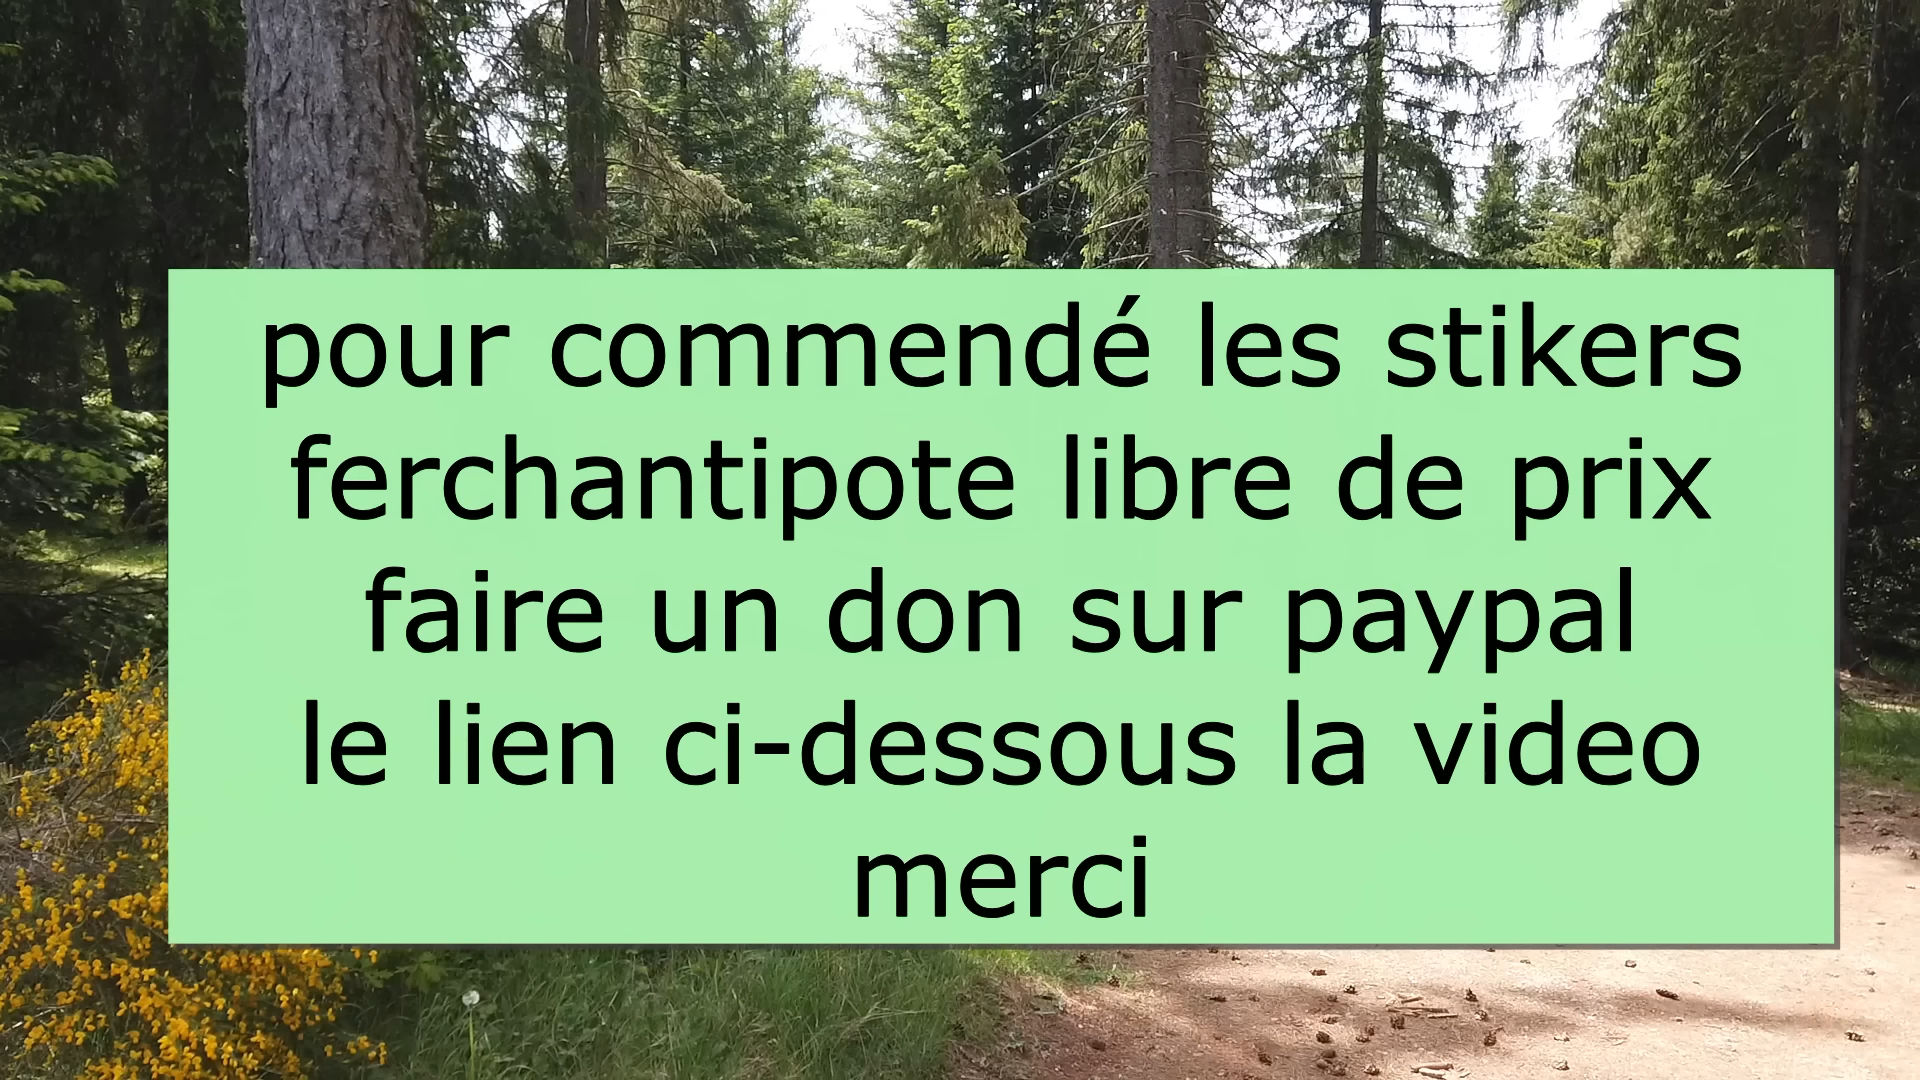 pour commendé les stikers
ferchantipote libre de prix
faire un don sur paypal
le lien ci-dessous la video
merci